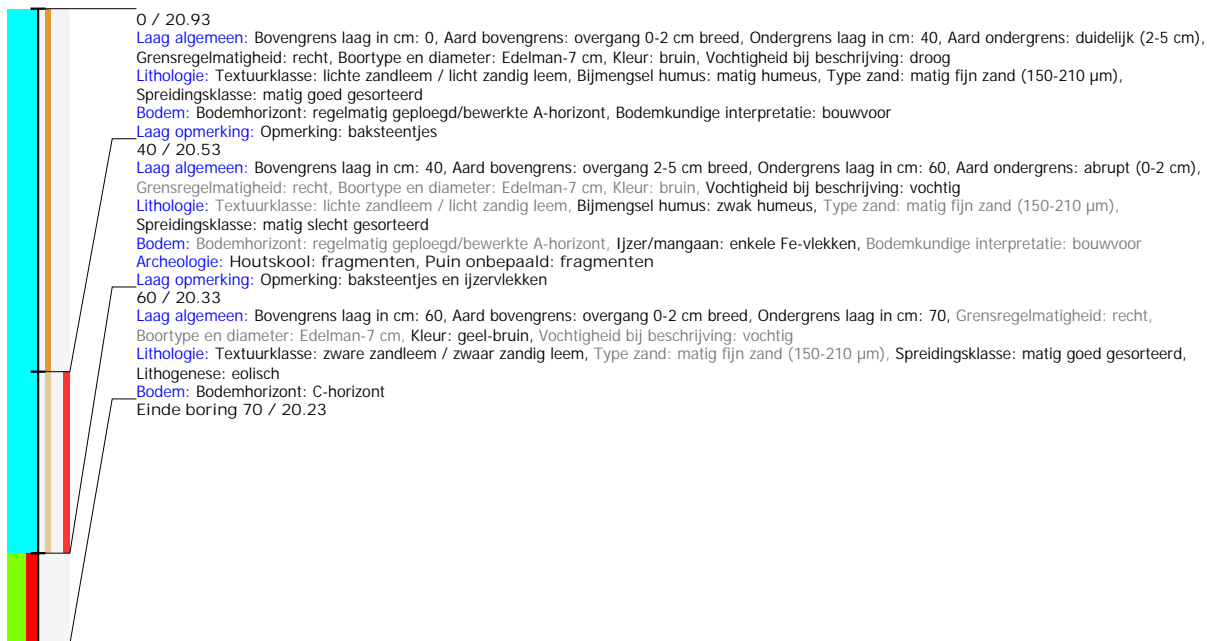 0 / 20.93
Laag algemeen: Bovengrens laag in cm: 0, Aard bovengrens: overgang 0-2 cm breed, Ondergrens laag in cm: 40, Aard ondergrens: duidelijk (2-5 cm),
Grensregelmatigheid: recht, Boortype en diameter: Edelman-7 cm, Kleur: bruin, Vochtigheid bij beschrijving: droog
Lithologie: Textuurklasse: lichte zandleem / licht zandig leem, Bijmengsel humus: matig humeus, Type zand: matig fijn zand (150-210 µm),
Spreidingsklasse: matig goed gesorteerd
Bodem: Bodemhorizont: regelmatig geploegd/bewerkte A-horizont, Bodemkundige interpretatie: bouwvoor
Laag opmerking: Opmerking: baksteentjes
40 / 20.53
Laag algemeen: Bovengrens laag in cm: 40, Aard bovengrens: overgang 2-5 cm breed, Ondergrens laag in cm: 60, Aard ondergrens: abrupt (0-2 cm),
Grensregelmatigheid: recht, Boortype en diameter: Edelman-7 cm, Kleur: bruin, Vochtigheid bij beschrijving: vochtig
Lithologie: Textuurklasse: lichte zandleem / licht zandig leem, Bijmengsel humus: zwak humeus, Type zand: matig fijn zand (150-210 µm),
Spreidingsklasse: matig slecht gesorteerd
Bodem: Bodemhorizont: regelmatig geploegd/bewerkte A-horizont, Ijzer/mangaan: enkele Fe-vlekken, Bodemkundige interpretatie: bouwvoor
Archeologie: Houtskool: fragmenten, Puin onbepaald: fragmenten
Laag opmerking: Opmerking: baksteentjes en ijzervlekken
60 / 20.33
Laag algemeen: Bovengrens laag in cm: 60, Aard bovengrens: overgang 0-2 cm breed, Ondergrens laag in cm: 70, Grensregelmatigheid: recht,
Boortype en diameter: Edelman-7 cm, Kleur: geel-bruin, Vochtigheid bij beschrijving: vochtig
Lithologie: Textuurklasse: zware zandleem / zwaar zandig leem, Type zand: matig fijn zand (150-210 µm), Spreidingsklasse: matig goed gesorteerd,
Lithogenese: eolisch
Bodem: Bodemhorizont: C-horizont
Einde boring 70 / 20.23